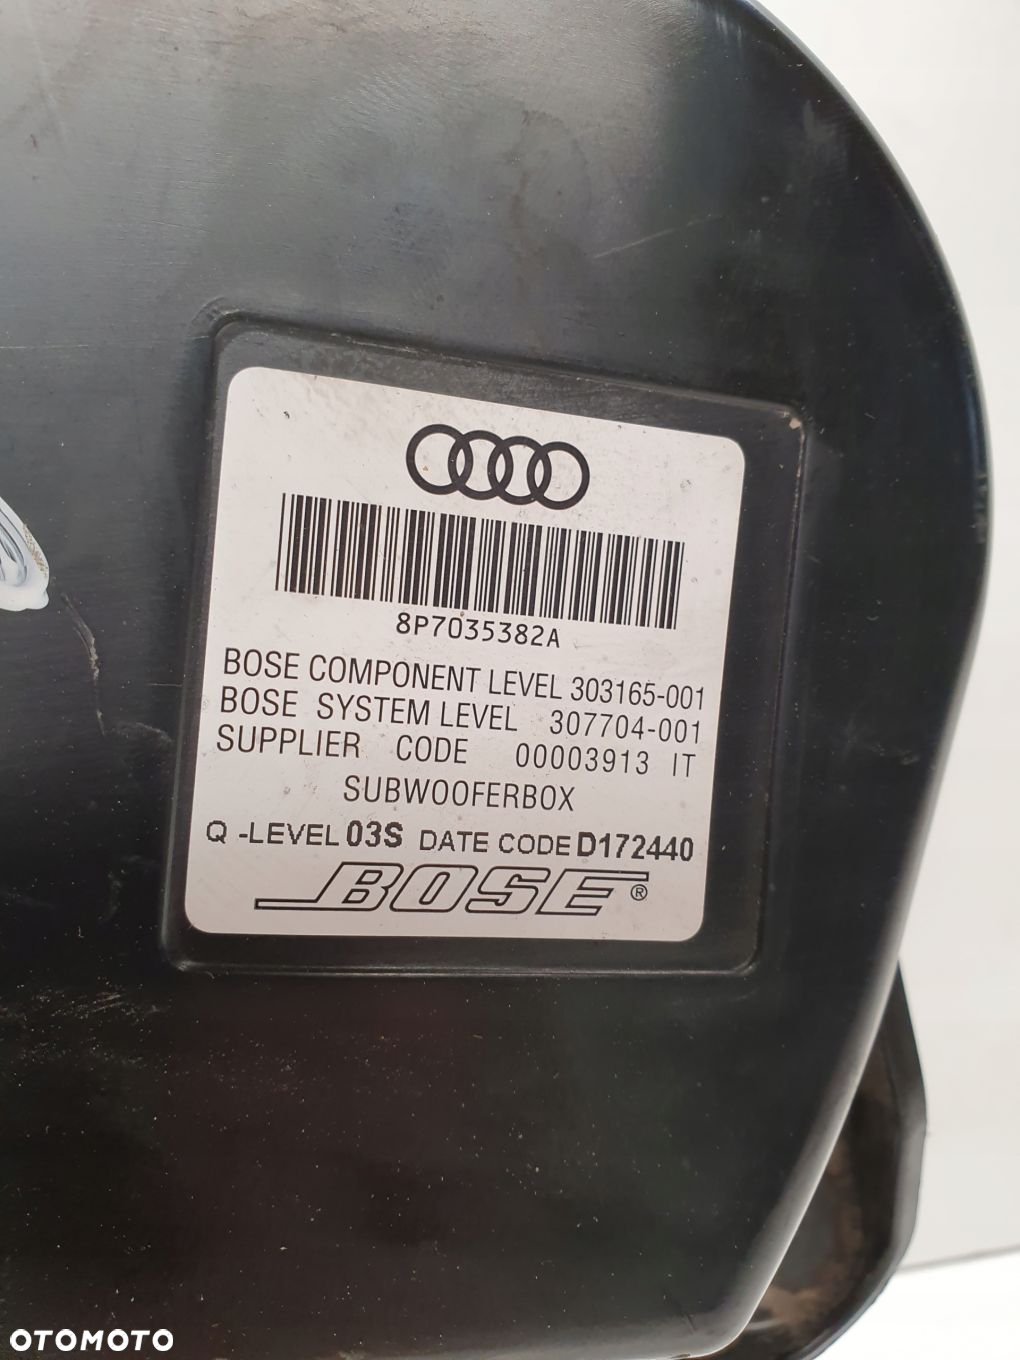 8P7035382A
BOSE COMPONENT LEVEL 303165-001
BOSE SYSTEM LEVEL 307704-001
SUPPLIER CODE 00003913 IT
SUBWOOFERBOX
Q -LEVEL 03S DATE CODE D172440
BOSE®
OTOMOTO